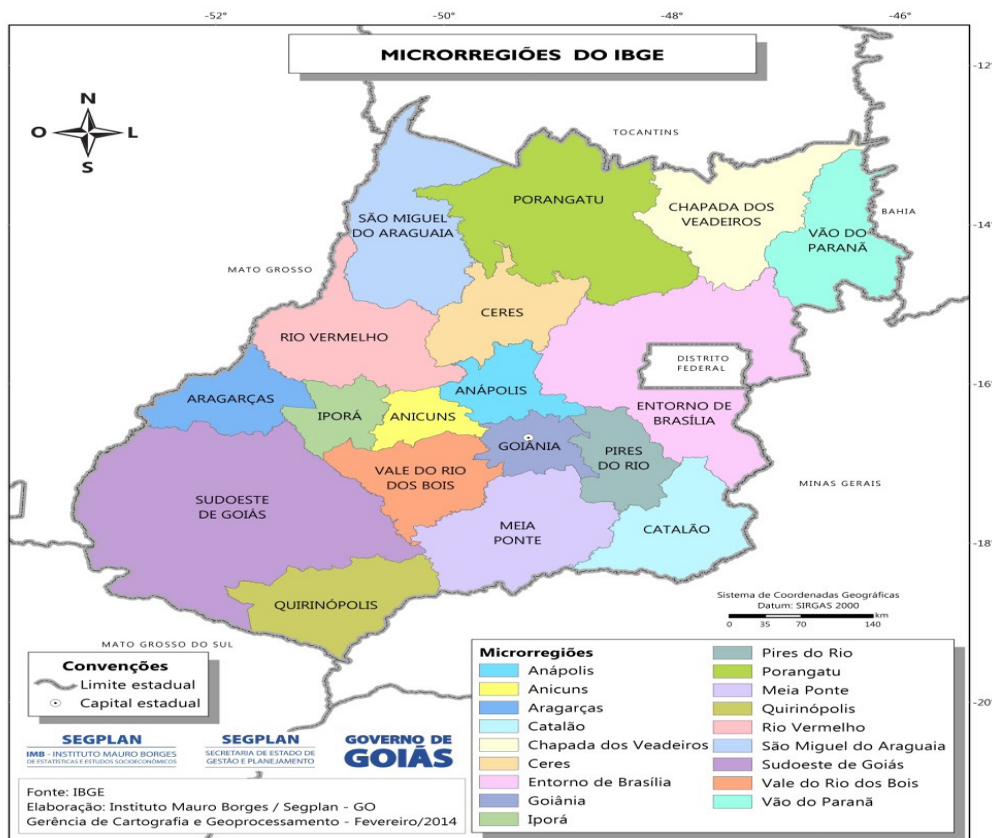 -52°
-50°
-48°
-46°
MICRORREGIÕES DO IBGE
-12°
N
O
L
S
TOCANTINS
PORANGATU
CHAPADA DOS
VEADEIROS
SÃO MIGUEL
DO ARAGUAIA
BAHIA
-14°
VÃO DO
PARANÃ
MATO GROSSO
CERES
RIO VERMELHO
DISTRITO
FEDERAL
-16°
ANÁPOLIS
ARAGARÇAS
ENTORNO DE
BRASÍLIA
IPORÁ
ANICUNS
GOIÂNIA
PIRES
DO RIO
VALE DO RIO
DOS BOIS
MINAS GERAIS
SUDOESTE
DE GOIÁS
MEIA
PONTE
CATALÃO
-18°
QUIRINÓPOLIS
Sistema de Coordenadas Geográficas
Datum: SIRGAS 2000
km
0 35 70 140
MATO GROSSO DO SUL
Convenções
Limite estadual
Capital estadual
Microrregiões
Anápolis
Anicuns
Aragarças
Catalão
Chapada dos Veadeiros
Ceres
Entorno de Brasília
Goiânia
Iporá
Pires do Rio
Porangatu
Meia Ponte
Quirinópolis
Rio Vermelho
São Miguel do Araguaia
Sudoeste de Goiás
Vale do Rio dos Bois
Vão do Paranã
-20°
SEGPLAN
IMB - INSTITUTO MAURO BORGES
DE ESTATÍSTICAS E ESTUDOS SOCIOECONÔMICOS
SEGPLAN
SECRETARIA DE ESTADO DE
GESTÃO E PLANEJAMENTO
GOVERNO DE
GOIÁS
Fonte: IBGE
Elaboração: Instituto Mauro Borges / Segplan - GO
Gerência de Cartografia e Geoprocessamento - Fevereiro/2014